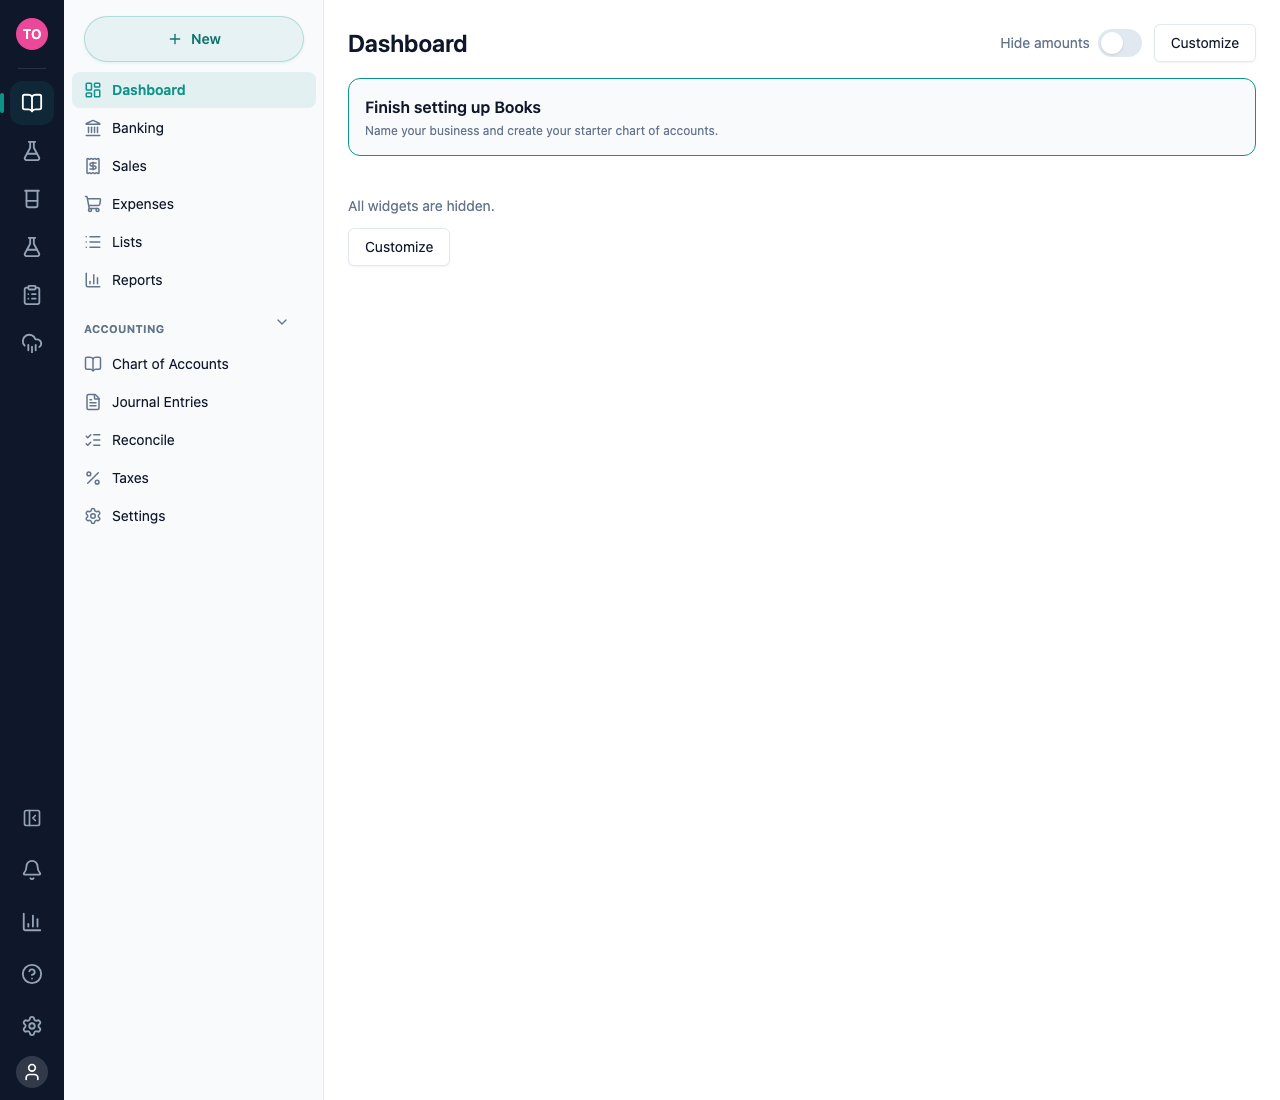 TO
New
Dashboard
Banking
Sales
Expenses
Lists
Reports
ACCOUNTING
Chart of Accounts
Journal Entries
Reconcile
Taxes
Settings
Dashboard
Hide amounts
Customize
Finish setting up Books
Name your business and create your starter chart of accounts.
All widgets are hidden.
Customize